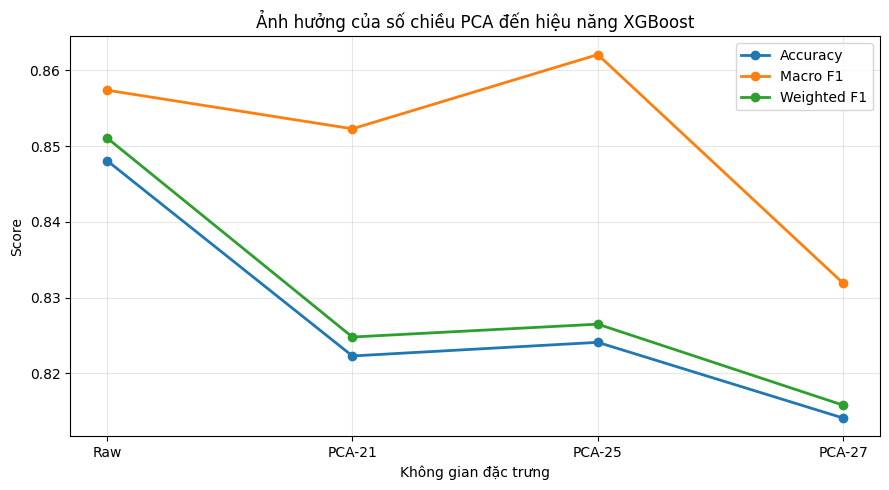 Ảnh hưởng của số chiều PCA đến hiệu năng XGBoost
Accuracy
Macro F1
Weighted F1
Score
0.86
0.85
0.84
0.83
0.82
Raw
PCA-21
PCA-25
PCA-27
Không gian đặc trưng